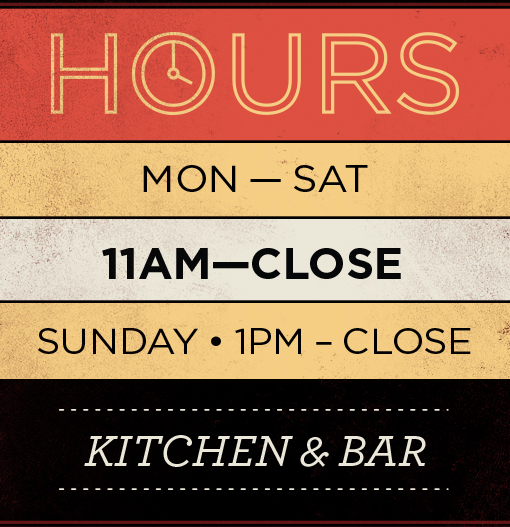 HOURS
MON — SAT
11AM—CLOSE
SUNDAY • 1PM – CLOSE
KITCHEN & BAR